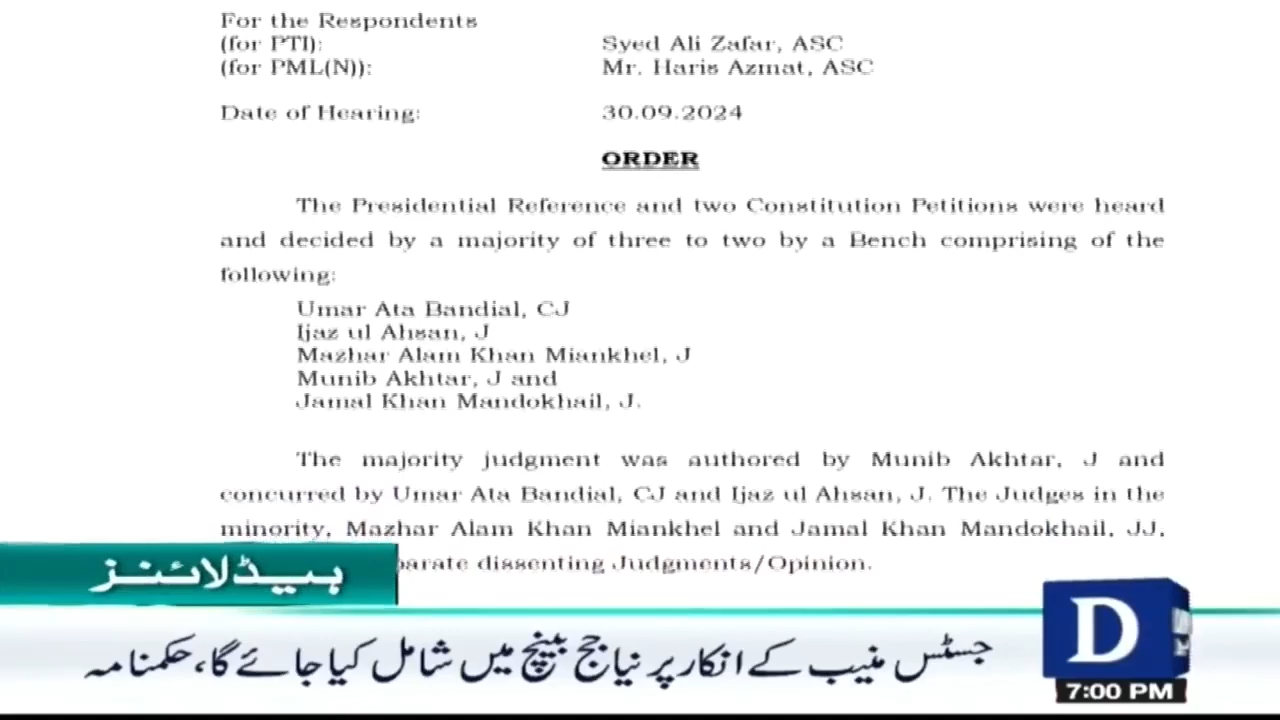 For the Respondents
(for PTI): Syed Ali Zafar, ASC
(for PML(N)): Mr. Haris Azmat, ASC
Date of Hearing: 30.09.2024
ORDER
The Presidential Reference and two Constitution Petitions were heard
and decided by a majority of three to two by a Bench comprising of the
following:
Umar Ata Bandial, CJ
Ijaz ul Ahsan, J
Mazhar Alam Khan Miankhel, J
Munib Akhtar, J and
Jamal Khan Mandokhail, J.
The majority judgment was authored by Munib Akhtar, J and
concurred by Umar Ata Bandial, CJ and Ijaz ul Ahsan, J. The Judges in the
minority, Mazhar Alam Khan Miankhel and Jamal Khan Mandokhail, JJ,
parate dissenting Judgments/Opinion.
ہیڈلائنز
جسٹس منیب کے انکار پر نیا جج بینچ میں شامل کیا جائے گا، حکمنامہ
D
7:00 PM